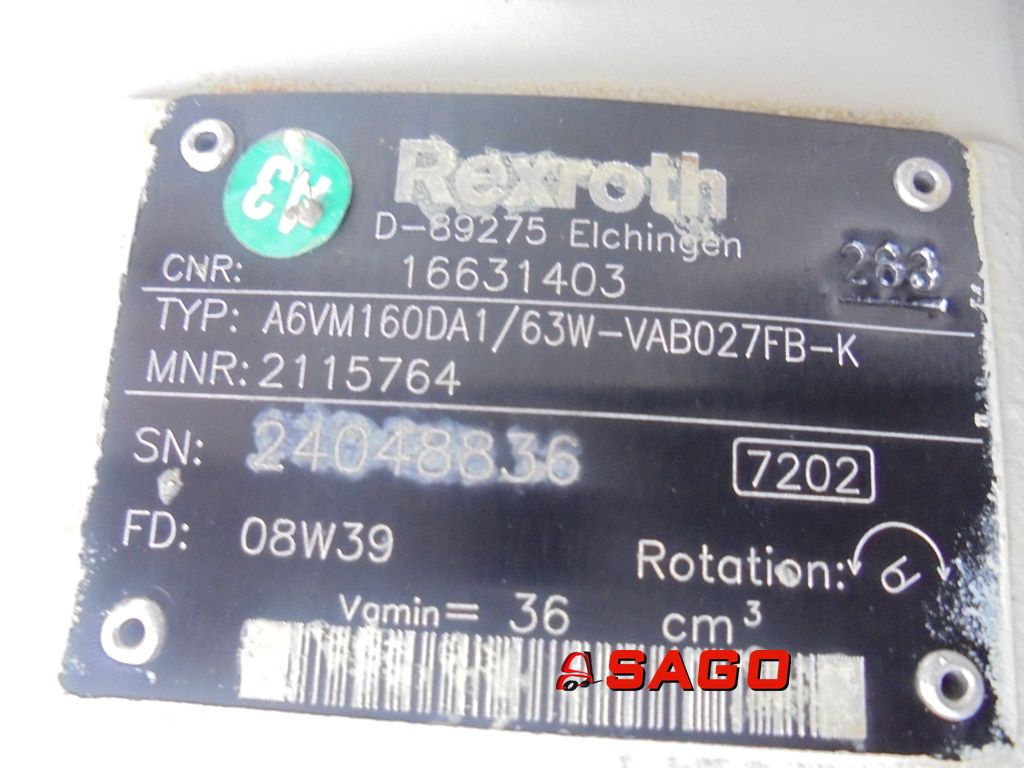 Rexroth
D-89275 Elchingen
CNR: 16631403
263
TYP: A6VM160DA1/63W-VAB027FB-K
MNR: 2115764
SN: 24048836
7202
FD: 08W39
Rotation:
Vgmin= 36 cm³
SAGO